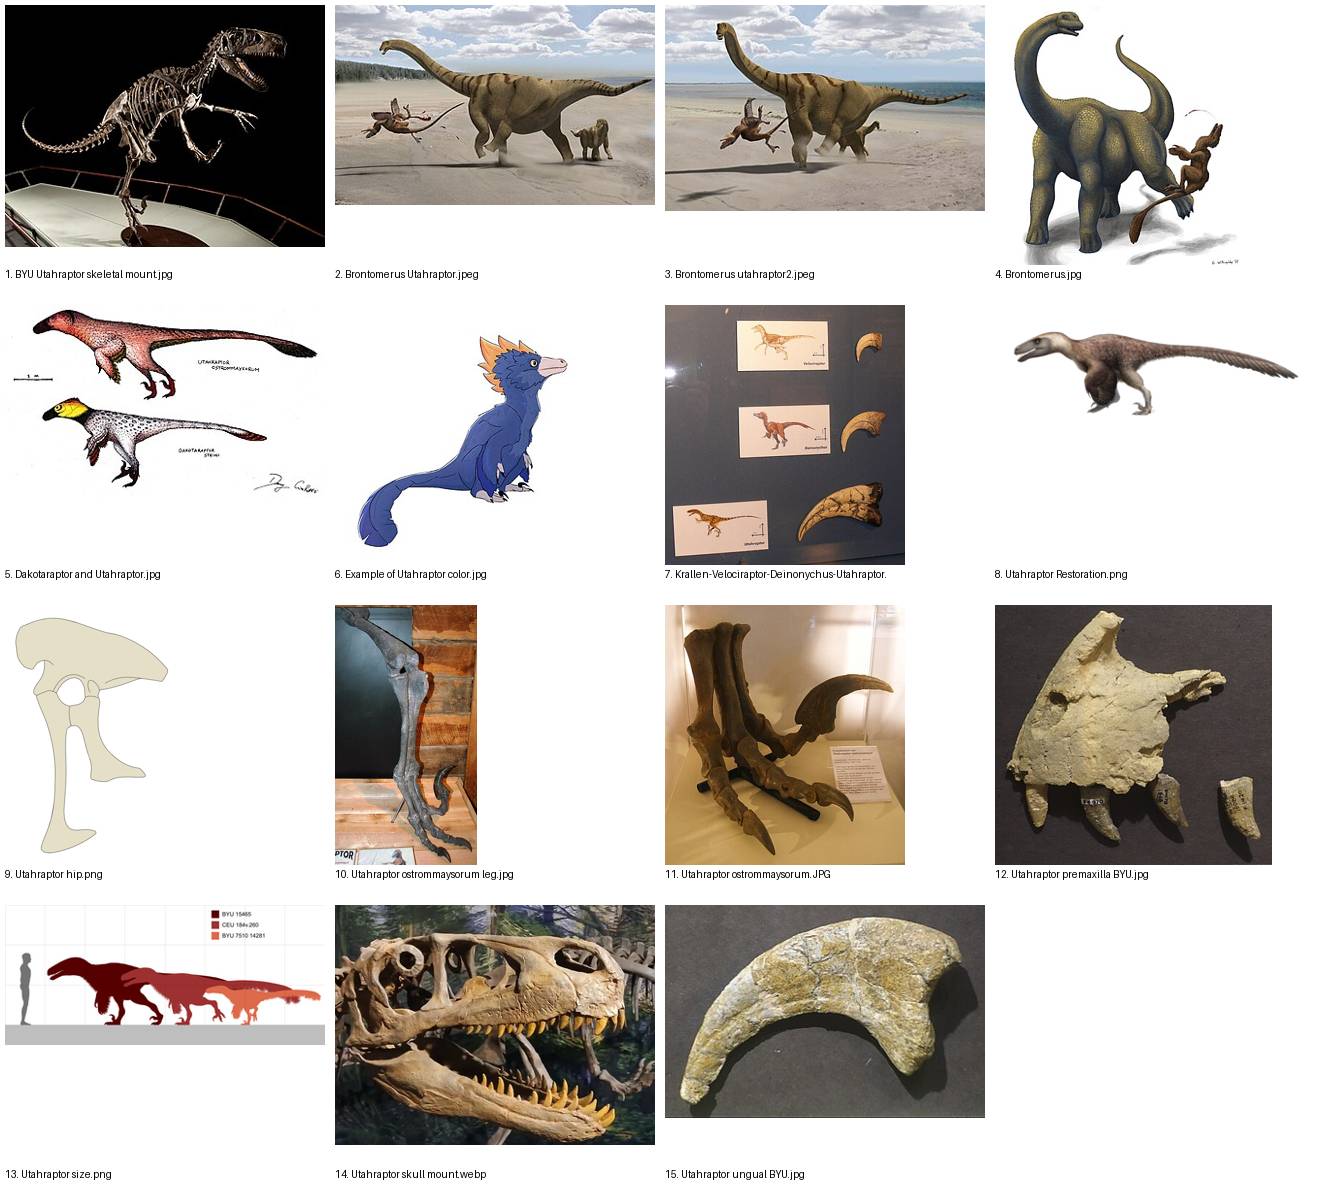 1. BYU Utahraptor skeletal mount.jpg
2. Brontomerus Utahraptor.jpeg
3. Brontomerus utahraptor2.jpeg
4. Brontomerus.jpg
UTAHRAPTOR
OSTROMMAYSORUM
1 m
DAKOTARAPTOR
STEINI
Velociraptor
Deinonychus
Utahraptor
5. Dakotaraptor and Utahraptor.jpg
6. Example of Utahraptor color.jpg
7. Krallen-Velociraptor-Deinonychus-Utahraptor.
8. Utahraptor Restoration.png
PTOR
9. Utahraptor hip.png
10. Utahraptor ostrommaysorum leg.jpg
11. Utahraptor ostrommaysorum.JPG
12. Utahraptor premaxilla BYU.jpg
BYU 15465
CEU 184v.260
BYU 7510 14281
13. Utahraptor size.png
14. Utahraptor skull mount.webp
15. Utahraptor ungual BYU.jpg